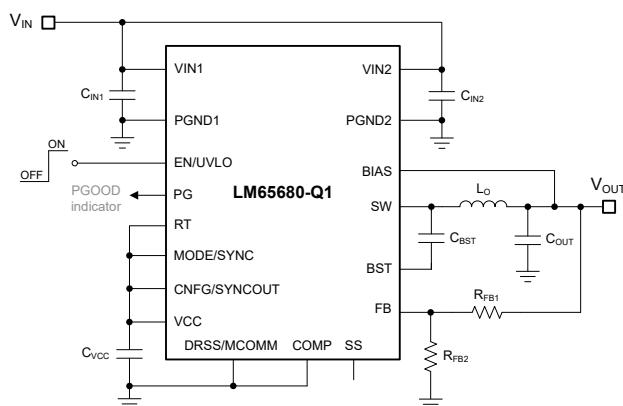 VIN
VIN1
VIN2
CIN1
CIN2
PGND1
PGND2
ON
OFF
EN/UVLO
BIAS
PGOOD
indicator
PG
LM65680-Q1
SW
LO
VOUT
RT
CBST
COUT
MODE/SYNC
BST
CNFG/SYNCOUT
FB
RFB1
VCC
CVCC
DRSS/MCOMM
COMP
SS
RFB2